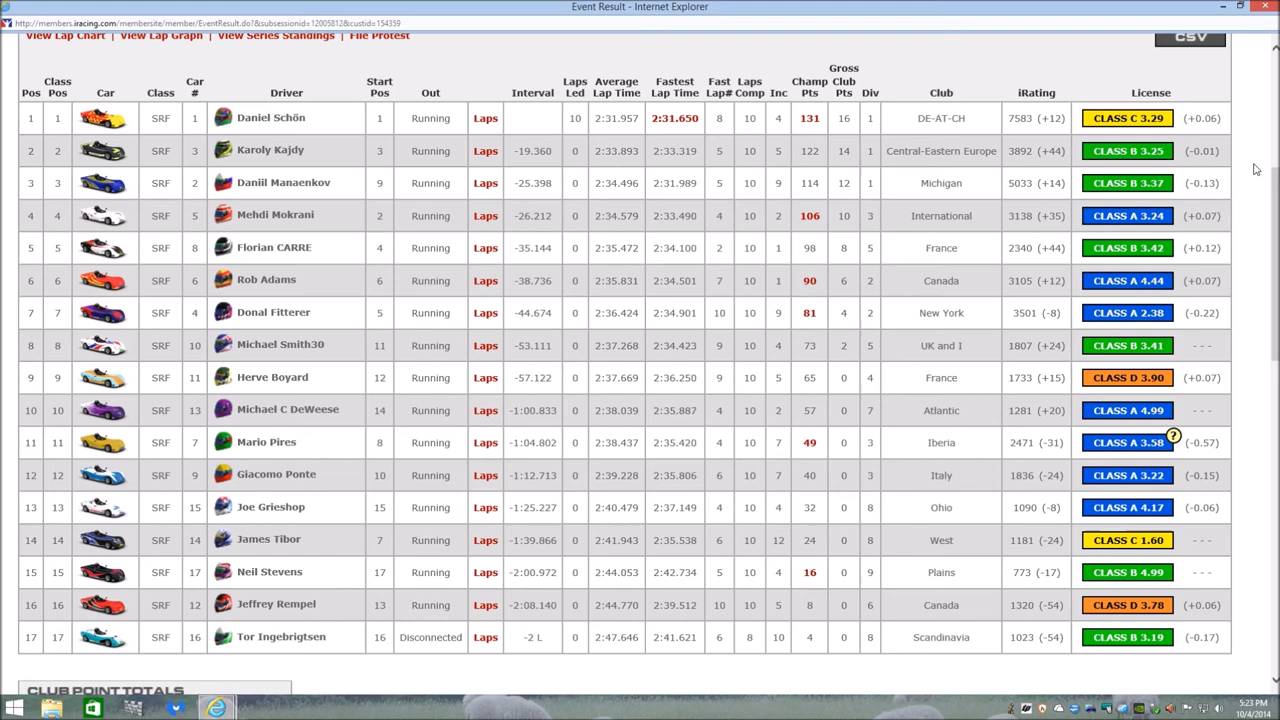 Event Result - Internet Explorer
http://members.iracing.com/membersite/member/EventResult.do?&subsessionid=12005812&custid=154359
View Lap Chart | View Lap Graph | View Series Standings | File Protest CSV
Pos Class Pos Car Class Car # Driver Start Pos Out Interval Laps Led Average Lap Time Fastest Lap Time Fast Lap# Laps Comp Inc Champ Pts Gross Club Pts Div Club iRating License
1 1 SRF 1 Daniel Schön 1 Running Laps 10 2:31.957 2:31.650 8 10 4 131 16 1 DE-AT-CH 7583 (+12) CLASS C 3.29 (+0.06)
2 2 SRF 3 Karoly Kajdy 3 Running Laps -19.359 0 2:33.893 2:33.319 5 10 5 122 14 1 Central-Eastern Europe 3892 (+44) CLASS B 3.25 (-0.01)
3 3 SRF 2 Daniil Manaenkov 9 Running Laps -25.398 0 2:34.496 2:31.989 5 10 9 114 12 1 Michigan 5033 (+14) CLASS B 3.37 (-0.13)
4 4 SRF 5 Mehdi Mokrani 2 Running Laps -26.212 0 2:34.579 2:33.490 4 10 2 106 10 3 International 3138 (+35) CLASS A 3.24 (+0.07)
5 5 SRF 8 Florian CARRE 4 Running Laps -35.144 0 2:35.472 2:34.100 2 10 1 98 8 5 France 2340 (+44) CLASS B 3.42 (+0.12)
6 6 SRF 6 Rob Adams 6 Running Laps -38.736 0 2:35.831 2:34.501 7 10 1 90 6 2 Canada 3105 (+12) CLASS A 4.44 (+0.07)
7 7 SRF 4 Donal Fitterer 5 Running Laps -44.674 0 2:36.424 2:34.901 10 10 9 81 4 2 New York 3501 (-8) CLASS A 2.38 (-0.22)
8 8 SRF 10 Michael Smith30 11 Running Laps -53.111 0 2:37.268 2:34.423 9 10 4 73 2 5 UK and I 1807 (+24) CLASS B 3.41 - - -
9 9 SRF 11 Herve Boyard 12 Running Laps -57.122 0 2:37.669 2:36.250 9 10 5 65 0 4 France 1733 (+15) CLASS D 3.90 (+0.07)
10 10 SRF 13 Michael C DeWeese 14 Running Laps -1:00.833 0 2:38.039 2:35.887 4 10 2 57 0 7 Atlantic 1281 (+20) CLASS A 4.99 - - -
11 11 SRF 7 Mario Pires 8 Running Laps -1:04.802 0 2:38.437 2:35.420 4 10 7 49 0 3 Iberia 2471 (-31) CLASS A 3.58 ? (-0.57)
12 12 SRF 9 Giacomo Ponte 10 Running Laps -1:12.713 0 2:39.228 2:35.806 4 10 7 40 0 3 Italy 1836 (-24) CLASS A 3.22 (-0.15)
13 13 SRF 15 Joe Grieshop 15 Running Laps -1:25.227 0 2:40.479 2:37.149 4 10 4 32 0 8 Ohio 1090 (-8) CLASS A 4.17 (-0.06)
14 14 SRF 14 James Tibor 7 Running Laps -1:39.866 0 2:41.943 2:35.538 6 10 12 24 0 8 West 1181 (-24) CLASS C 1.60 - - -
15 15 SRF 17 Neil Stevens 17 Running Laps 0 2:44.053 2:42.734 5 10 4 16 0 9 Plains 773 (-17) CLASS B 4.99 - - -
16 16 SRF 12 Jeffrey Rempel 13 Running Laps -2:08.140 0 2:44.770 2:39.512 10 10 5 0 6 Canada 1320 (-54) CLASS D 3.78 (+0.06)
17 17 SRF 16 Tor Ingebrigtsen 16 Disconnected Laps 0 2:47.646 2:41.621 6 8 10 0 8 Scandinavia 1023 (-54) CLASS B 3.19 (-0.17)
CLUB POINT TOTALS
5:23 PM
10/4/2014